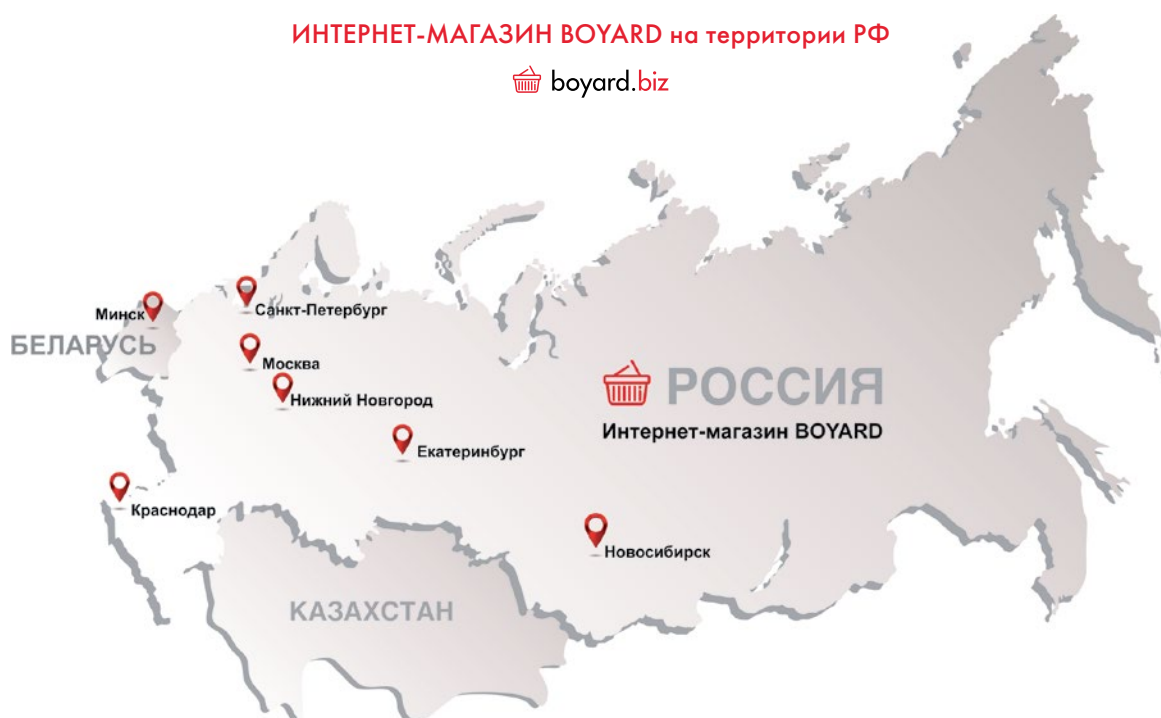 ИНТЕРНЕТ-МАГАЗИН BOYARD на территории РФ
boyard.biz
Минск
Санкт-Петербург
БЕЛАРУСЬ
Москва
Нижний Новгород
РОССИЯ
Интернет-магазин BOYARD
Екатеринбург
Краснодар
Новосибирск
КАЗАХСТАН